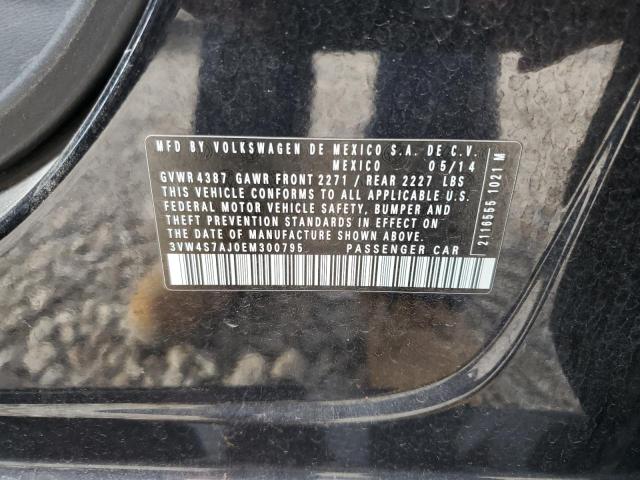 MFD BY VOLKSWAGEN DE MEXICO S.A. DE C.V.
MEXICO 05/14
GVWR 4387 GAWR FRONT 2271 / REAR 2227 LBS
THIS VEHICLE CONFORMS TO ALL APPLICABLE U.S.
FEDERAL MOTOR VEHICLE SAFETY, BUMPER AND
THEFT PREVENTION STANDARDS IN EFFECT ON
THE DATE OF MANUFACTURE SHOWN ABOVE.
3VW4S7AJ0EM300795 PASSENGER CAR
2116555 1021 M